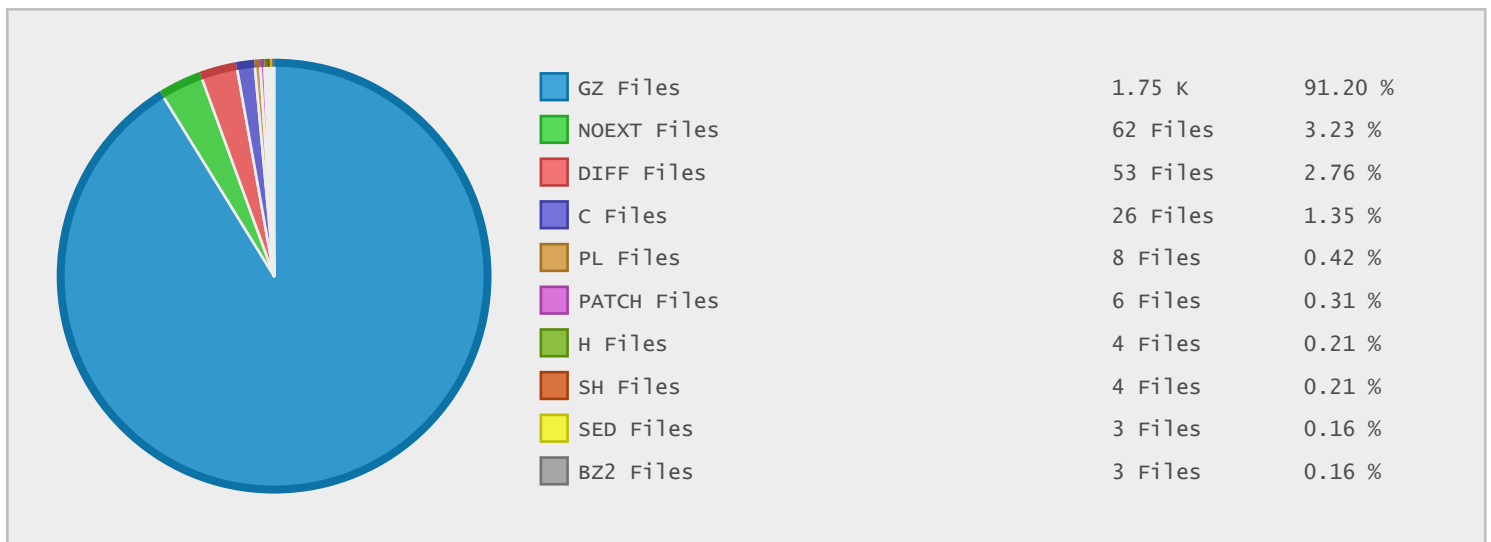 GZ Files 1.75 K 91.20 %
NOEXT Files 62 Files 3.23 %
DIFF Files 53 Files 2.76 %
C Files 26 Files 1.35 %
PL Files 8 Files 0.42 %
PATCH Files 6 Files 0.31 %
H Files 4 Files 0.21 %
SH Files 4 Files 0.21 %
SED Files 3 Files 0.16 %
BZ2 Files 3 Files 0.16 %